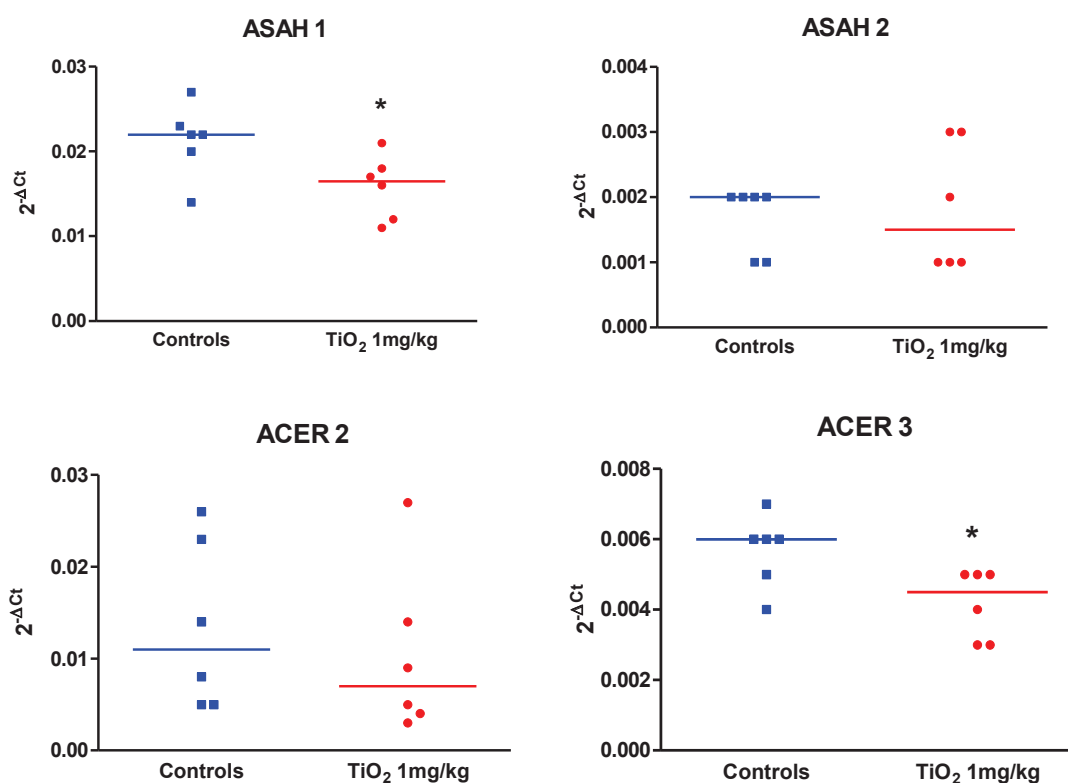 ASAH 1
0.03
0.02
0.01
0.00
2^-ΔCt
*
Controls
TiO₂ 1mg/kg
ASAH 2
0.004
0.003
0.002
0.001
0.000
2^-ΔCt
Controls
TiO₂ 1mg/kg
ACER 2
0.03
0.02
0.01
0.00
2^-ΔCt
Controls
TiO₂ 1mg/kg
ACER 3
0.008
0.006
0.004
0.002
0.000
2^-ΔCt
*
Controls
TiO₂ 1mg/kg